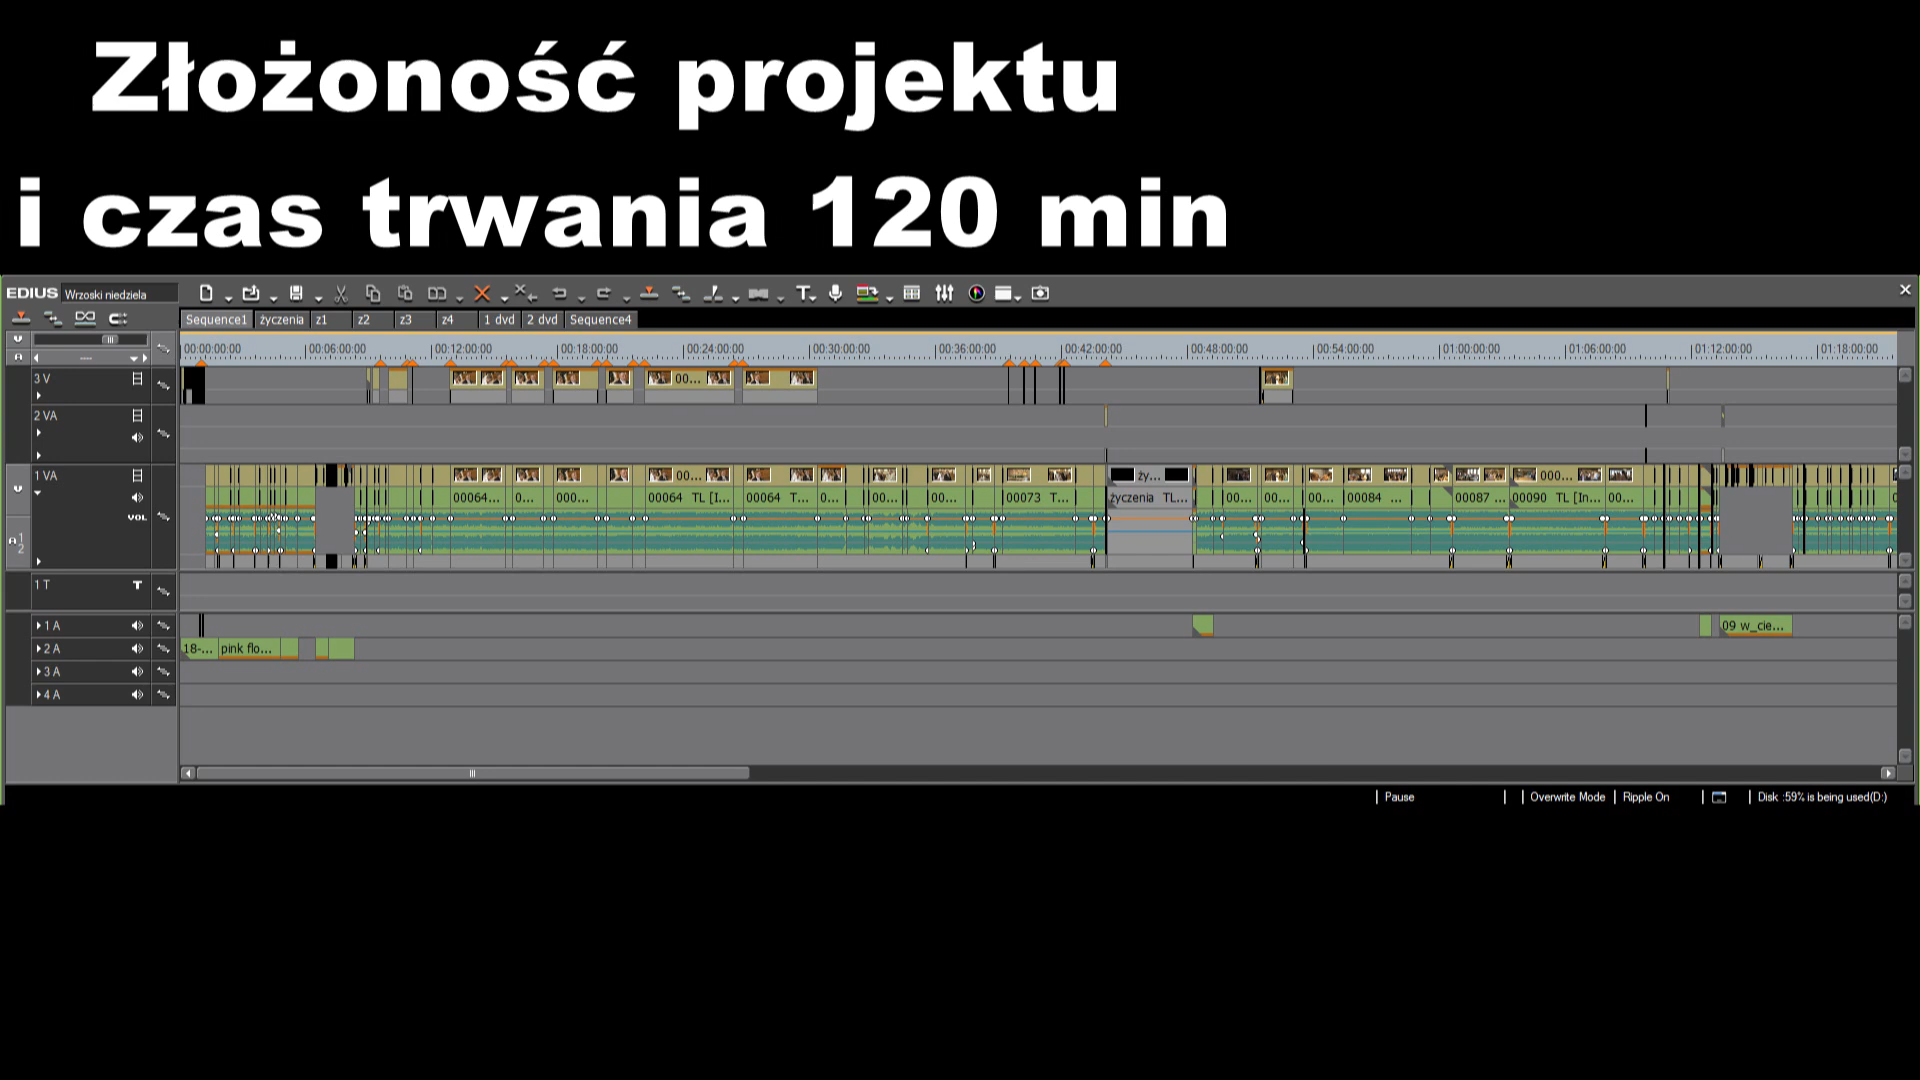 Złożoność projektu
i czas trwania 120 min
EDIUS Wrzoski niedziela
Sequence1 życzenia z1 z2 z3 z4 1 dvd 2 dvd Sequence4
00:00:00:00 00:06:00:00 00:12:00:00 00:18:00:00 00:24:00:00 00:30:00:00 00:36:00:00 00:42:00:00 00:48:00:00 00:54:00:00 01:00:00:00 01:06:00:00 01:12:00:00 01:18:00:00
3 V 00...
2 VA
1 VA 00... ży... 000...
00064... 0... 000... 00064 TL [I... 00064 T... 0... 00... 00... 00073 T... życzenia TL... 00... 00... 00... 00084 ... 00087 ... 00090 TL [In... 00...
VOL
A 1 2
1 T T
1 A 09 w_cie...
2 A 18-... pink flo...
3 A
4 A
Pause Overwrite Mode Ripple On Disk :59% is being used(D:)